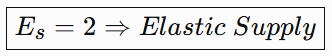 E_s = 2 ⇒ Elastic Supply